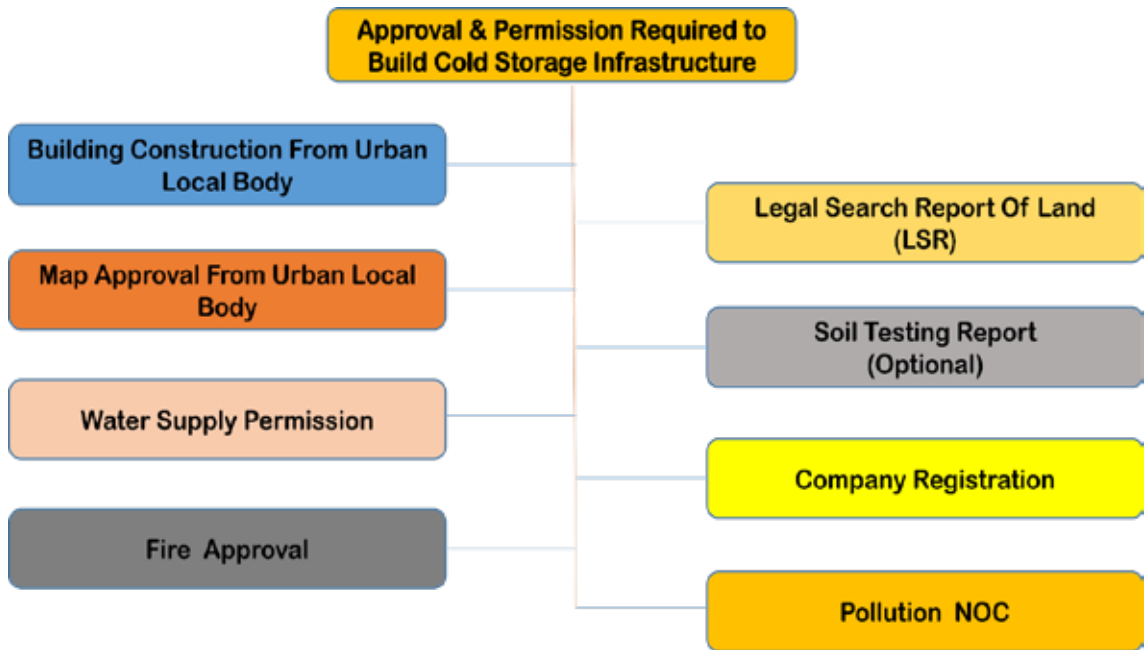 Approval & Permission Required to
Build Cold Storage Infrastructure
Building Construction From Urban
Local Body
Legal Search Report Of Land
(LSR)
Map Approval From Urban Local
Body
Soil Testing Report
(Optional)
Water Supply Permission
Company Registration
Fire Approval
Pollution NOC